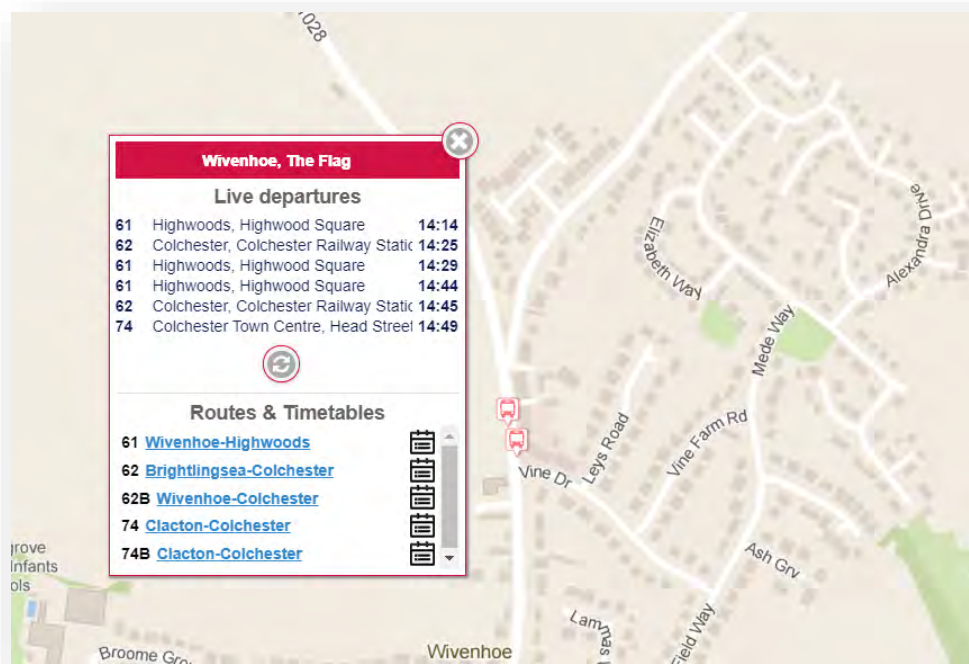 1028
Wivenhoe, The Flag
Live departures
61 Highwoods, Highwood Square 14:14
62 Colchester, Colchester Railway Static 14:25
61 Highwoods, Highwood Square 14:29
61 Highwoods, Highwood Square 14:44
62 Colchester, Colchester Railway Static 14:45
74 Colchester Town Centre, Head Street 14:49
Routes & Timetables
61 Wivenhoe-Highwoods
62 Brightlingsea-Colchester
62B Wivenhoe-Colchester
74 Clacton-Colchester
74B Clacton-Colchester
Elizabeth Way
Alexandra Drive
Mede Way
Leys Road
Vine Farm Rd
Vine Dr
Ash Grv
Lammas
Field Way
grove
Infants
ols
Broome Gro
Wivenhoe